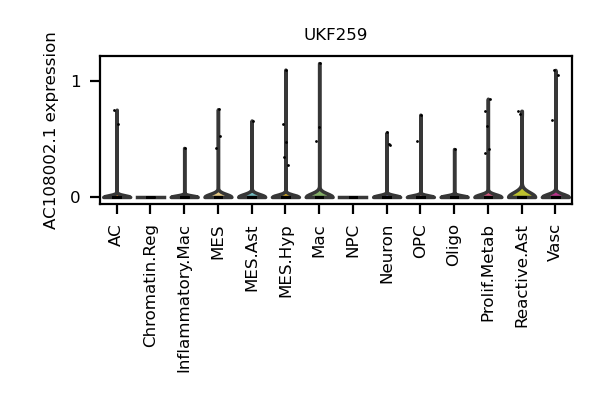 UKF259
AC108002.1 expression
1
0
AC
Chromatin.Reg
Inflammatory.Mac
MES
MES.Ast
MES.Hyp
Mac
NPC
Neuron
OPC
Oligo
Prolif.Metab
Reactive.Ast
Vasc